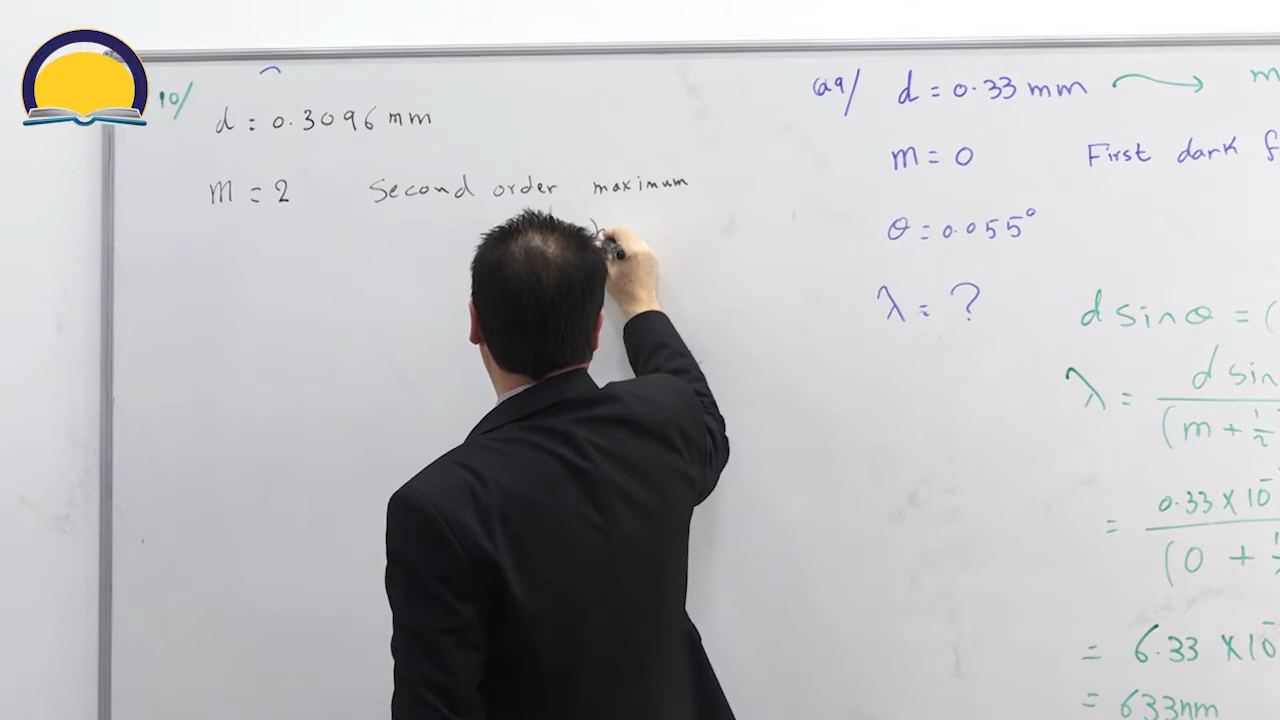 10/
d = 0.3096 mm
m = 2 Second order maximum
Q9/ d = 0.33 mm
m = 0 First dark
θ = 0.055°
λ = ?
d sin θ = (
λ = d sin
(m + 1/2
= 0.33 x 10
(0 +
= 6.33 x 10
= 633nm